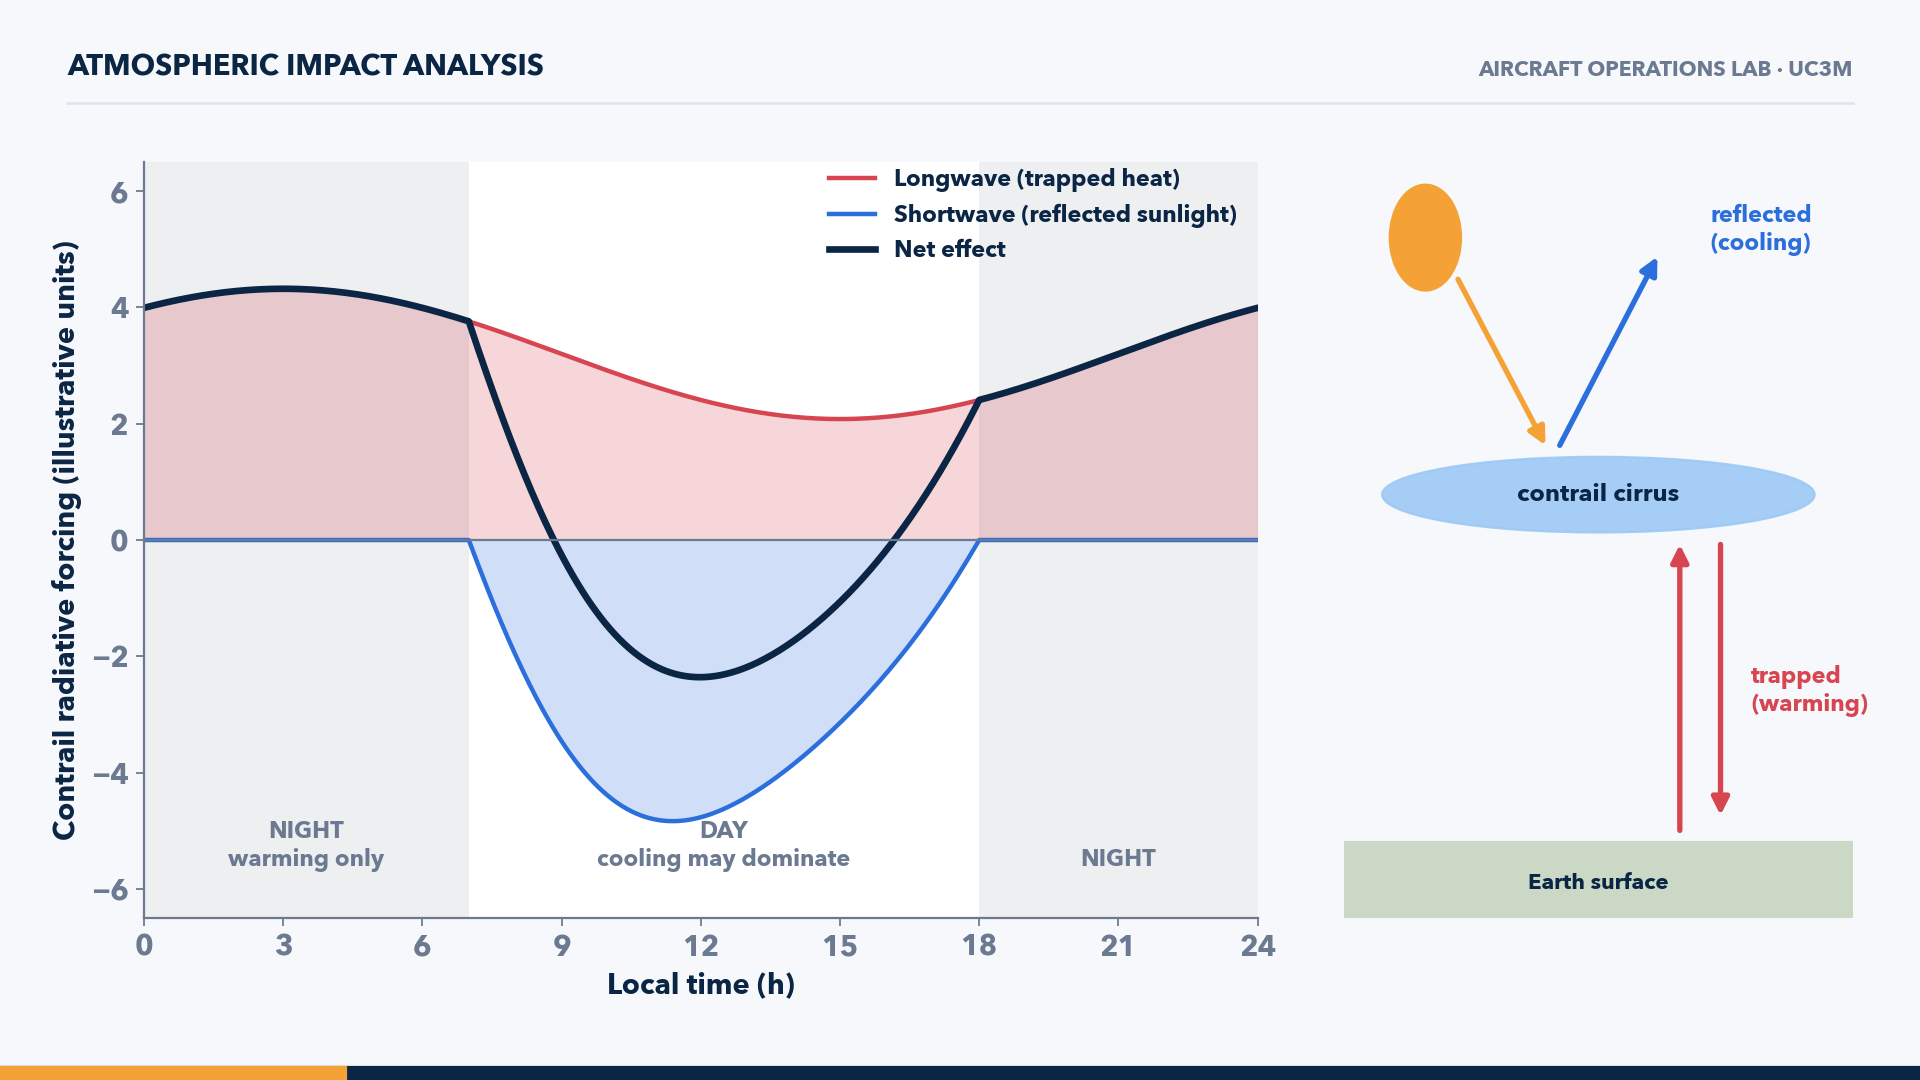 ATMOSPHERIC IMPACT ANALYSIS
AIRCRAFT OPERATIONS LAB · UC3M
Contrail radiative forcing (illustrative units)
6
4
2
0
−2
−4
−6
Longwave (trapped heat)
Shortwave (reflected sunlight)
Net effect
NIGHT
warming only
DAY
cooling may dominate
NIGHT
0
3
6
9
12
15
18
21
24
Local time (h)
reflected
(cooling)
contrail cirrus
trapped
(warming)
Earth surface